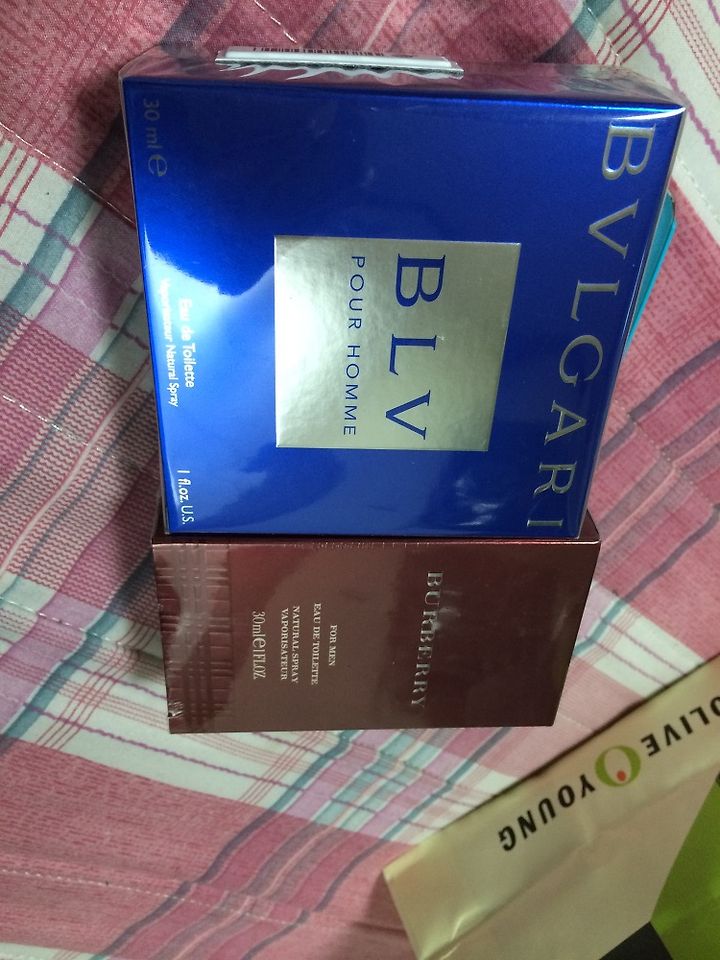 BVLGARI
BLV
POUR HOMME
Eau de Toilette
Vaporisateur Natural Spray
30 ml e
1 fl.oz. U.S.
BURBERRY
FOR MEN
EAU DE TOILETTE
NATURAL SPRAY
VAPORISATEUR
30ml e 1FL.OZ.
OLIVE YOUNG